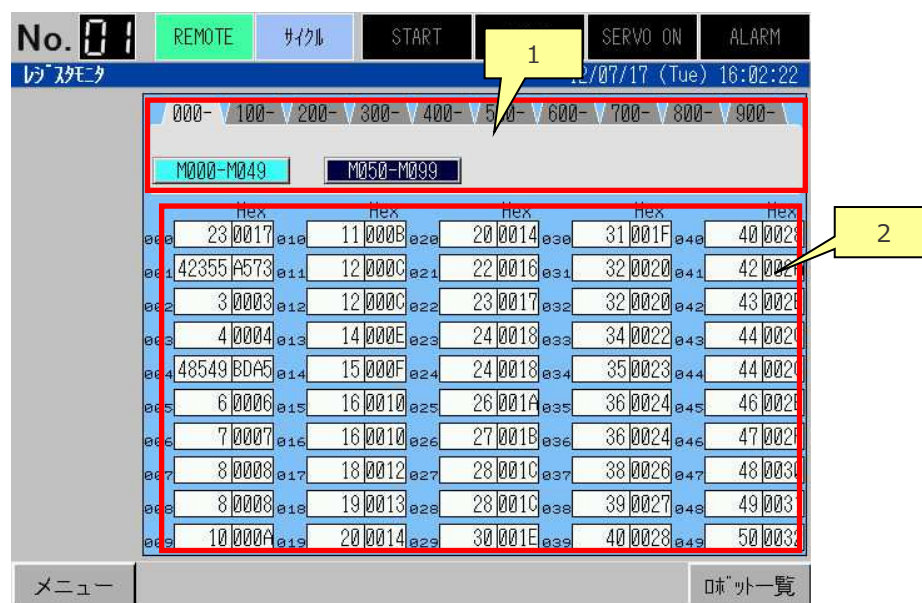 No. 01 REMOTE サイクル START SERVO ON ALARM
1
レジスタモニタ /07/17 (Tue) 16:02:22
000- 100- 200- 300- 400- 500- 600- 700- 800- 900-
M000-M049 M050-M099
Hex Hex Hex Hex Hex
000 23 0017 010 11 000B 020 20 0014 030 31 001F 040 40 0028
2
001 42355 A573 011 12 000C 021 22 0016 031 32 0020 041 42
002 3 0003 012 12 000C 022 23 0017 032 32 0020 042 43 002B
003 4 0004 013 14 000E 023 24 0018 033 34 0022 043 44 002C
004 48549 BDA5 014 15 000F 024 24 0018 034 35 0023 044 44 002C
005 6 0006 015 16 0010 025 26 001A 035 36 0024 045 46 002E
006 7 0007 016 16 0010 026 27 001B 036 36 0024 046 47 002F
007 8 0008 017 18 0012 027 28 001C 037 38 0026 047 48 0030
008 8 0008 018 19 0013 028 28 001C 038 39 0027 048 49 0031
009 10 000A 019 20 0014 029 30 001E 039 40 0028 049 50 0032
メニュー ロボット一覧